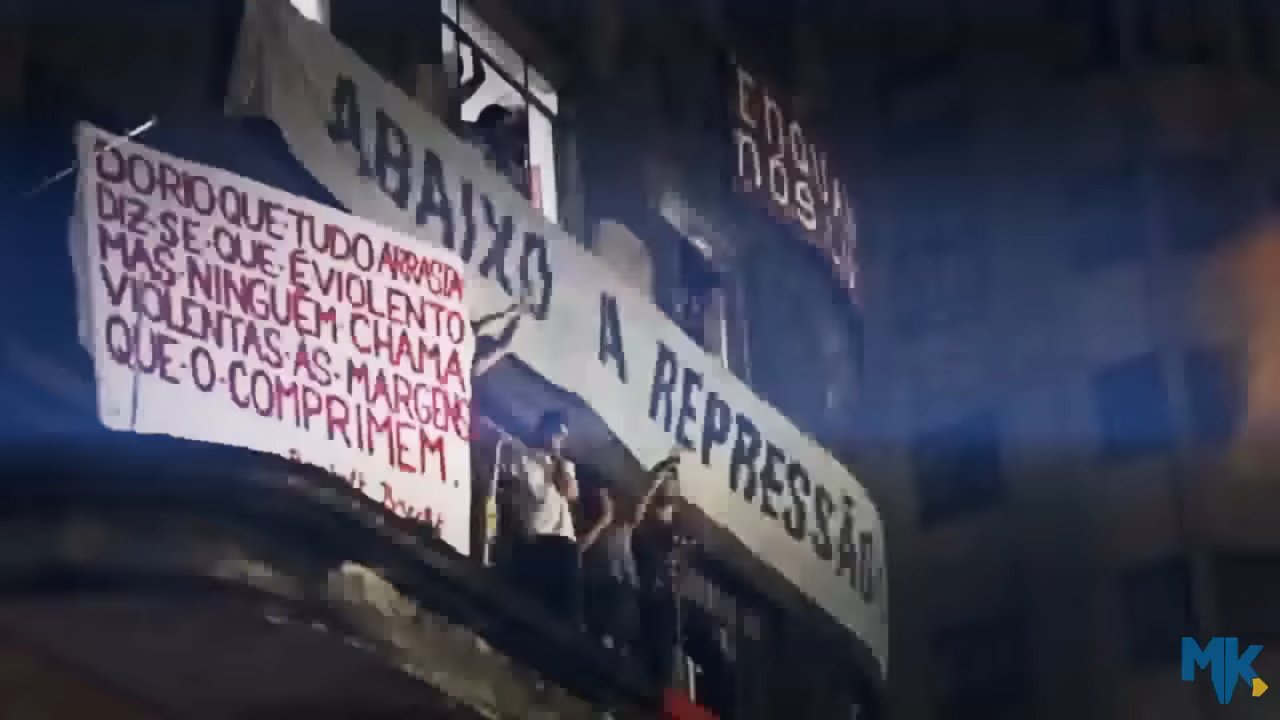 DO RIO QUE TUDO ARRASTA
DIZ-SE QUE É VIOLENTO
MAS NINGUÉM CHAMA
VIOLENTAS AS MARGENS
QUE O COMPRIMEM.
ABAIXO A REPRESSÃO
MK